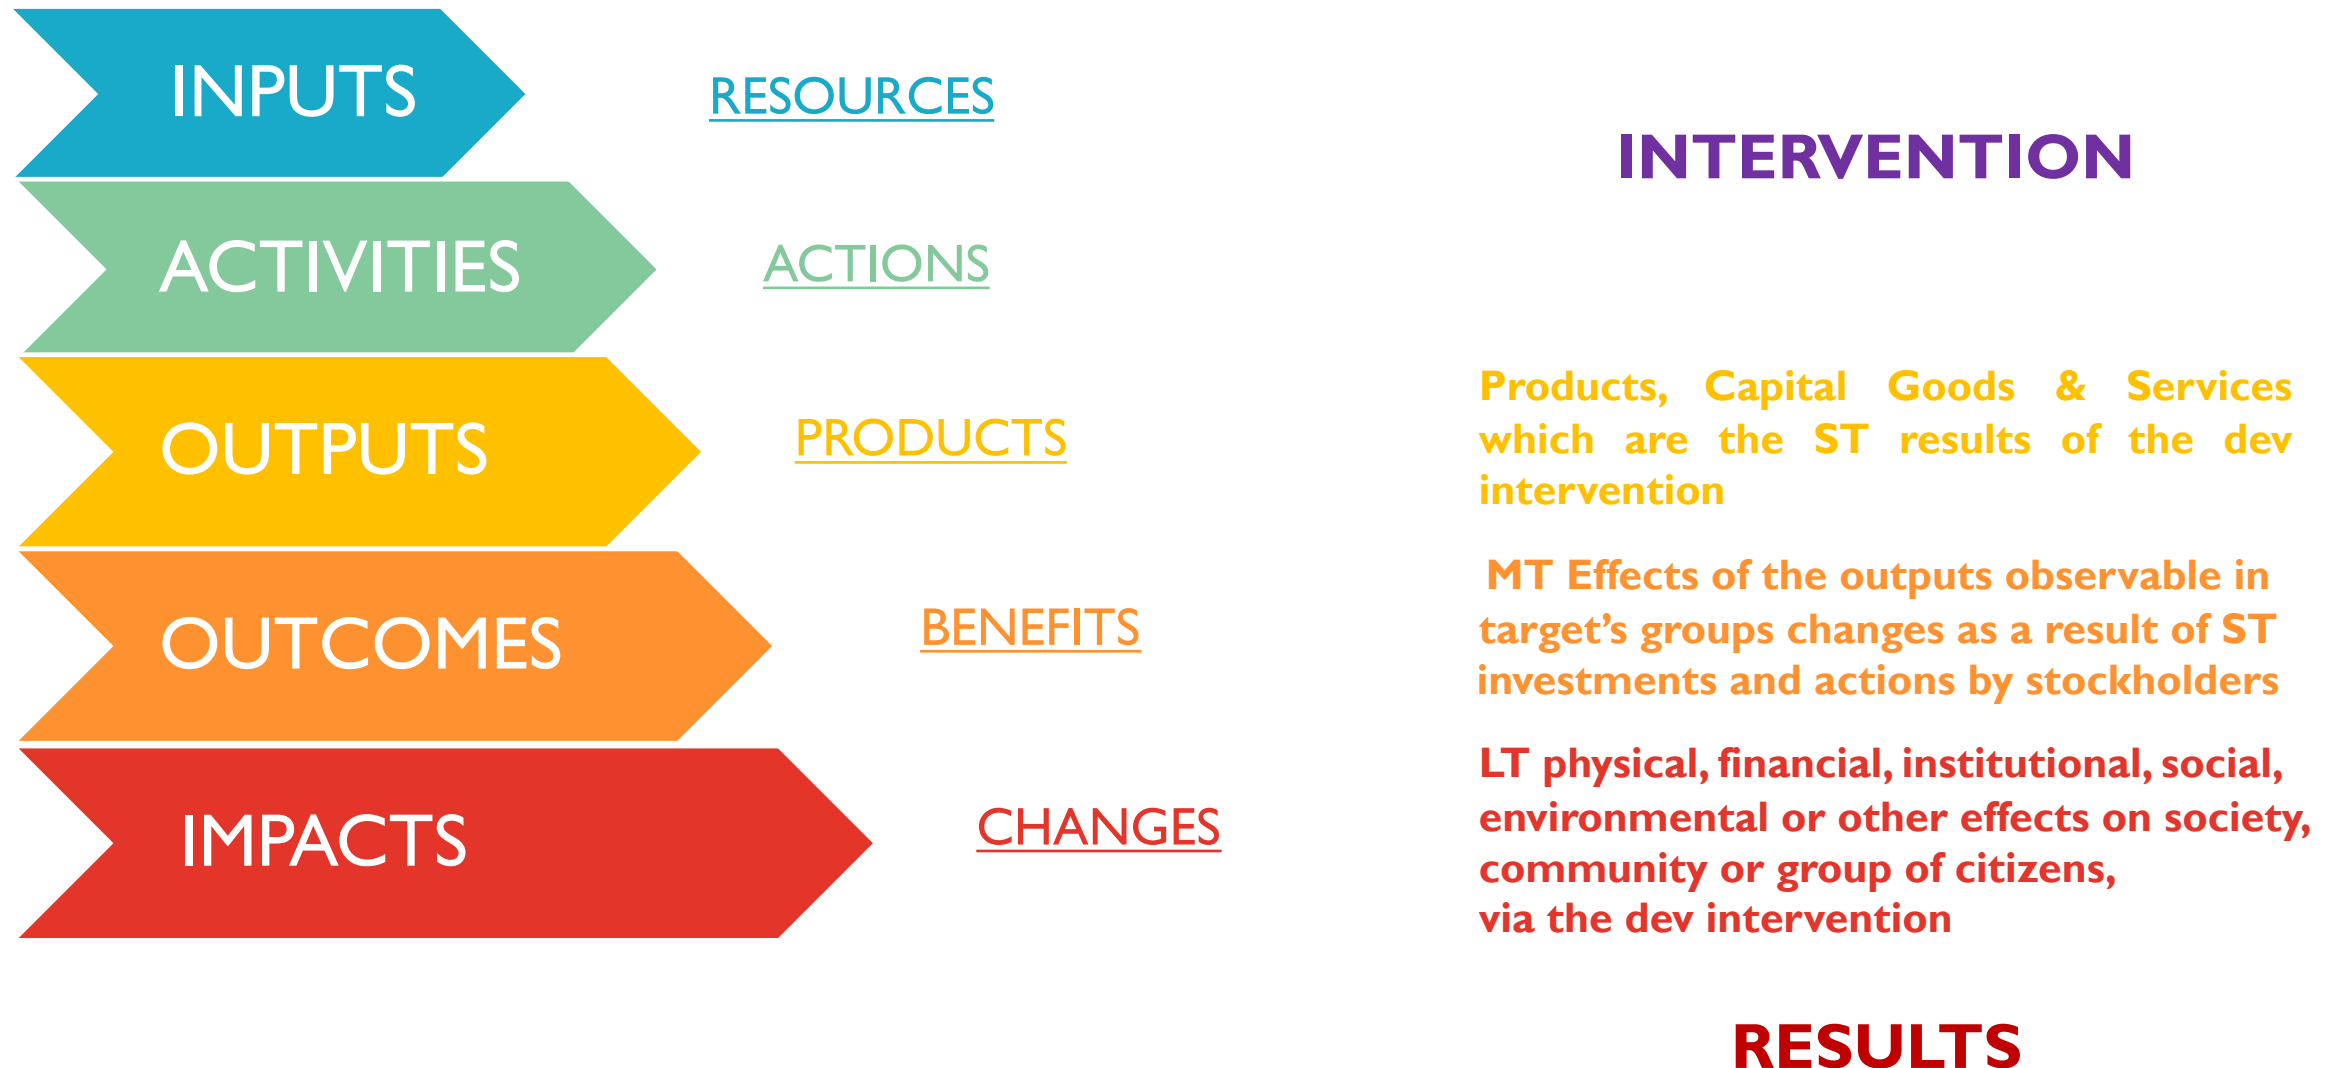 INPUTS
RESOURCES
INTERVENTION
ACTIVITIES
ACTIONS
OUTPUTS
PRODUCTS
Products, Capital Goods & Services
which are the ST results of the dev
intervention
OUTCOMES
BENEFITS
MT Effects of the outputs observable in
target’s groups changes as a result of ST
investments and actions by stockholders
IMPACTS
CHANGES
LT physical, financial, institutional, social,
environmental or other effects on society,
community or group of citizens,
via the dev intervention
RESULTS